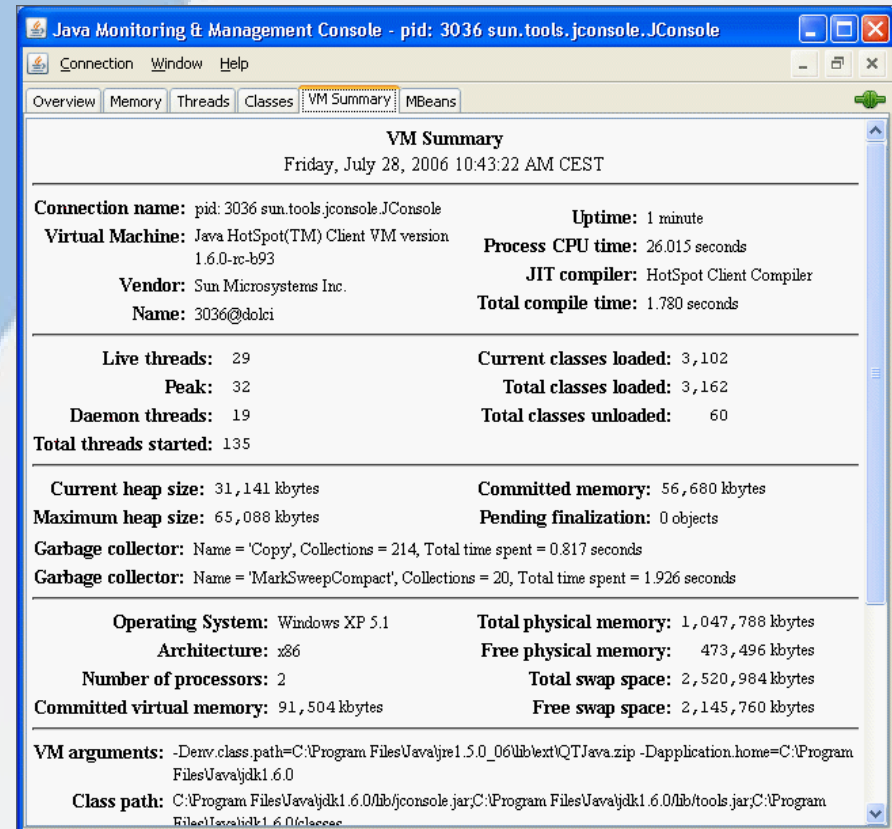 Java Monitoring & Management Console - pid: 3036 sun.tools.jconsole.JConsole
Connection Window Help
Overview Memory Threads Classes VM Summary MBeans
VM Summary
Friday, July 28, 2006 10:43:22 AM CEST
Connection name: pid: 3036 sun.tools.jconsole.JConsole
Virtual Machine: Java HotSpot(TM) Client VM version
1.6.0-rc-b93
Vendor: Sun Microsystems Inc.
Name: 3036@dolci
Uptime: 1 minute
Process CPU time: 26.015 seconds
JIT compiler: HotSpot Client Compiler
Total compile time: 1.780 seconds
Live threads: 29
Peak: 32
Daemon threads: 19
Total threads started: 135
Current classes loaded: 3,102
Total classes loaded: 3,162
Total classes unloaded: 60
Current heap size: 31,141 kbytes
Maximum heap size: 65,088 kbytes
Committed memory: 56,680 kbytes
Pending finalization: 0 objects
Garbage collector: Name = 'Copy', Collections = 214, Total time spent = 0.817 seconds
Garbage collector: Name = 'MarkSweepCompact', Collections = 20, Total time spent = 1.926 seconds
Operating System: Windows XP 5.1
Architecture: x86
Number of processors: 2
Committed virtual memory: 91,504 kbytes
Total physical memory: 1,047,788 kbytes
Free physical memory: 473,496 kbytes
Total swap space: 2,520,984 kbytes
Free swap space: 2,145,760 kbytes
VM arguments: -Denv.class.path=C:\Program Files\Java\jre1.5.0_06\lib\ext\QTJava.zip -Dapplication.home=C:\Program
Files\Java\jdk1.6.0
Class path: C:\Program Files\Java\jdk1.6.0/lib/jconsole.jar;C:\Program Files\Java\jdk1.6.0/lib/tools.jar;C:\Program
Files\Java\jdk1.6.0/classes